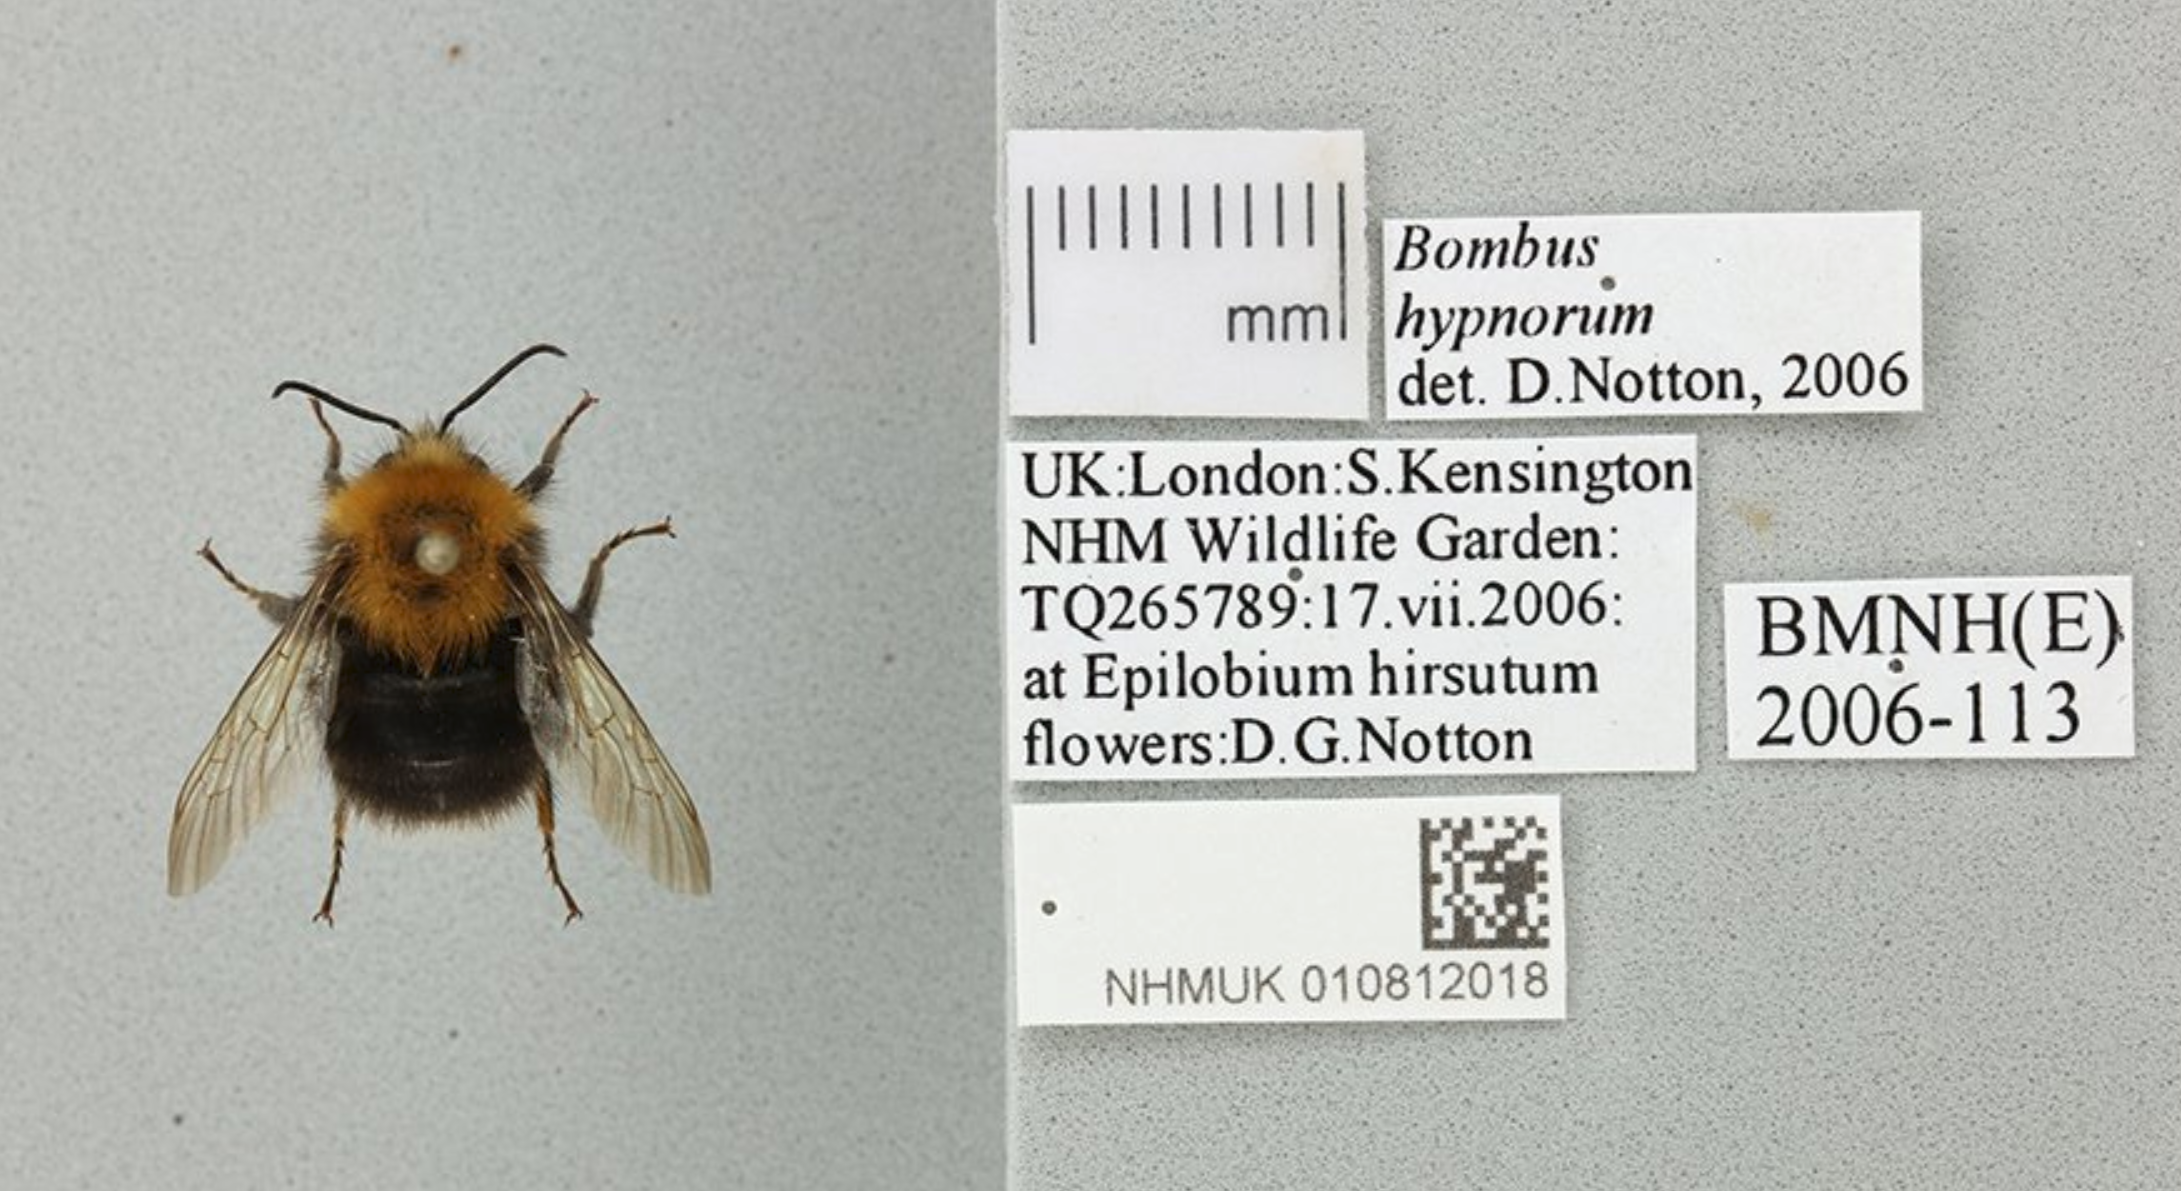 mm
Bombus
hypnorum
det. D.Notton, 2006
UK:London:S.Kensington
NHM Wildlife Garden:
TQ265789:17.vii.2006:
at Epilobium hirsutum
flowers:D.G.Notton
BMNH(E)
2006-113
NHMUK 010812018